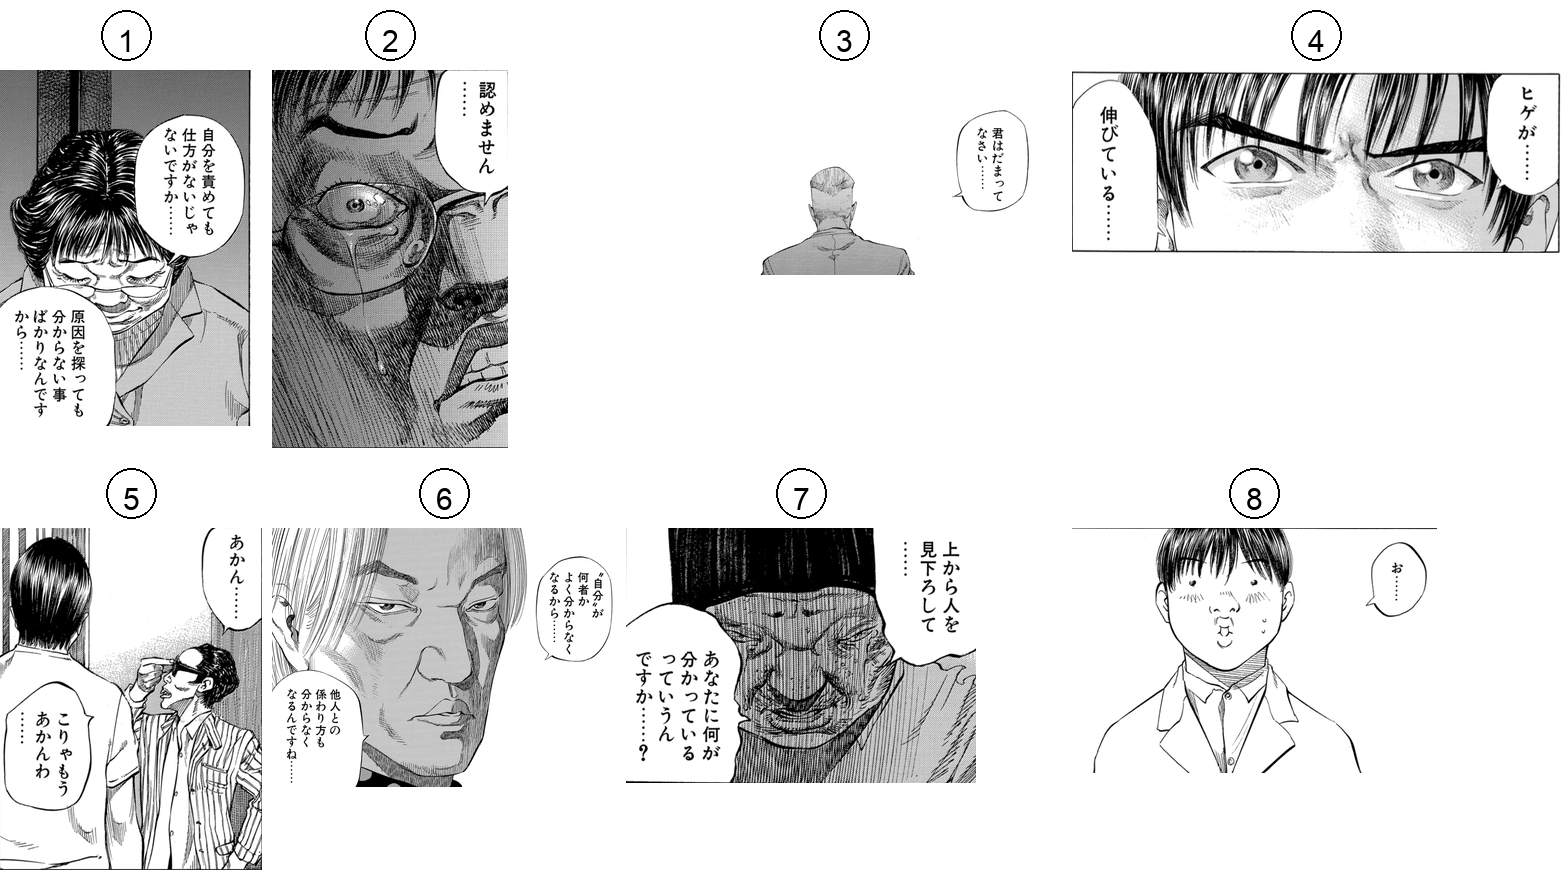 1
自分を責めても
仕方がないじゃ
ないですか……
原因を探っても
分からない事
ばかりなんです
から……
2
認めません
……
3
君はだまって
なさい……
4
ヒゲが……
伸びている……
5
あかん……
こりゃもう
あかんわ
……
6
〝自分〟が
何者か
よく分からなく
なるから……
他人との
係わり方も
分からなく
なるんですね……
7
上から人を
見下ろして
……
あなたに何が
分かっている
っていうん
ですか……?
8
お……